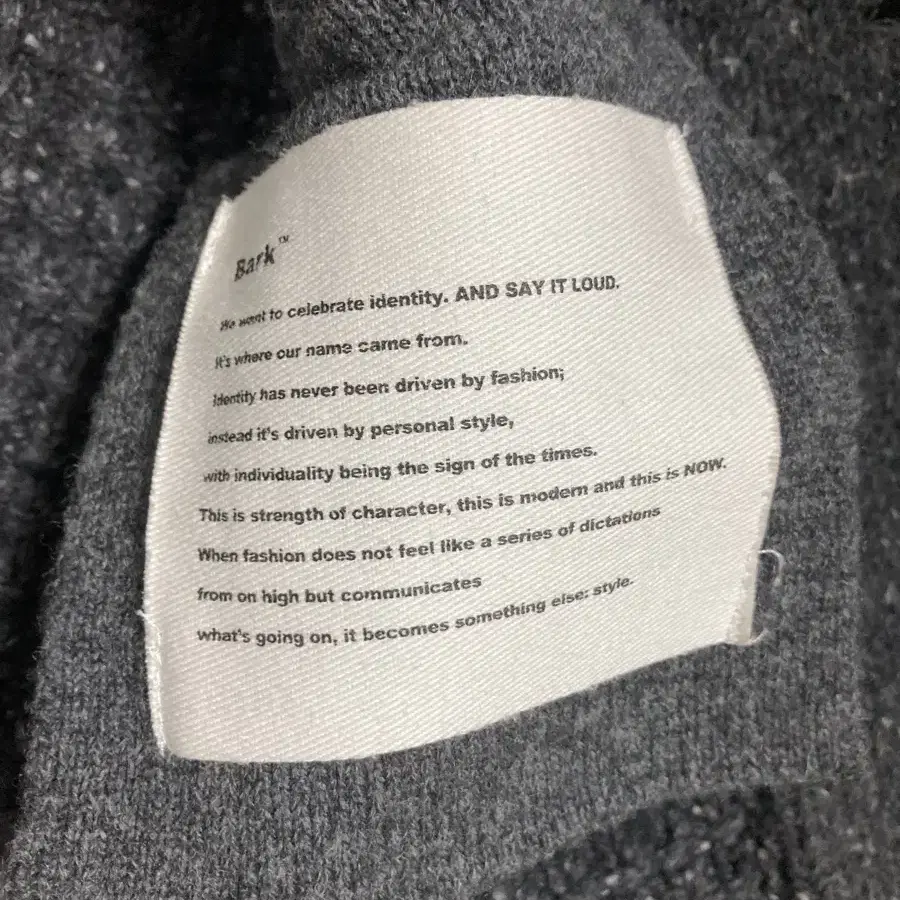 Bark™
We want to celebrate identity. AND SAY IT LOUD.
It's where our name came from.
Identity has never been driven by fashion;
instead it's driven by personal style,
with individuality being the sign of the times.
This is strength of character, this is modern and this is NOW.
When fashion does not feel like a series of dictations
from on high but communicates
what's going on, it becomes something else: style.